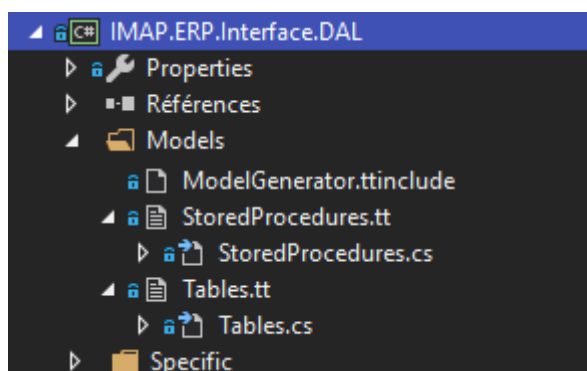 C# IMAP.ERP.Interface.DAL
Properties
Références
Models
ModelGenerator.ttinclude
StoredProcedures.tt
StoredProcedures.cs
Tables.tt
Tables.cs
Specific